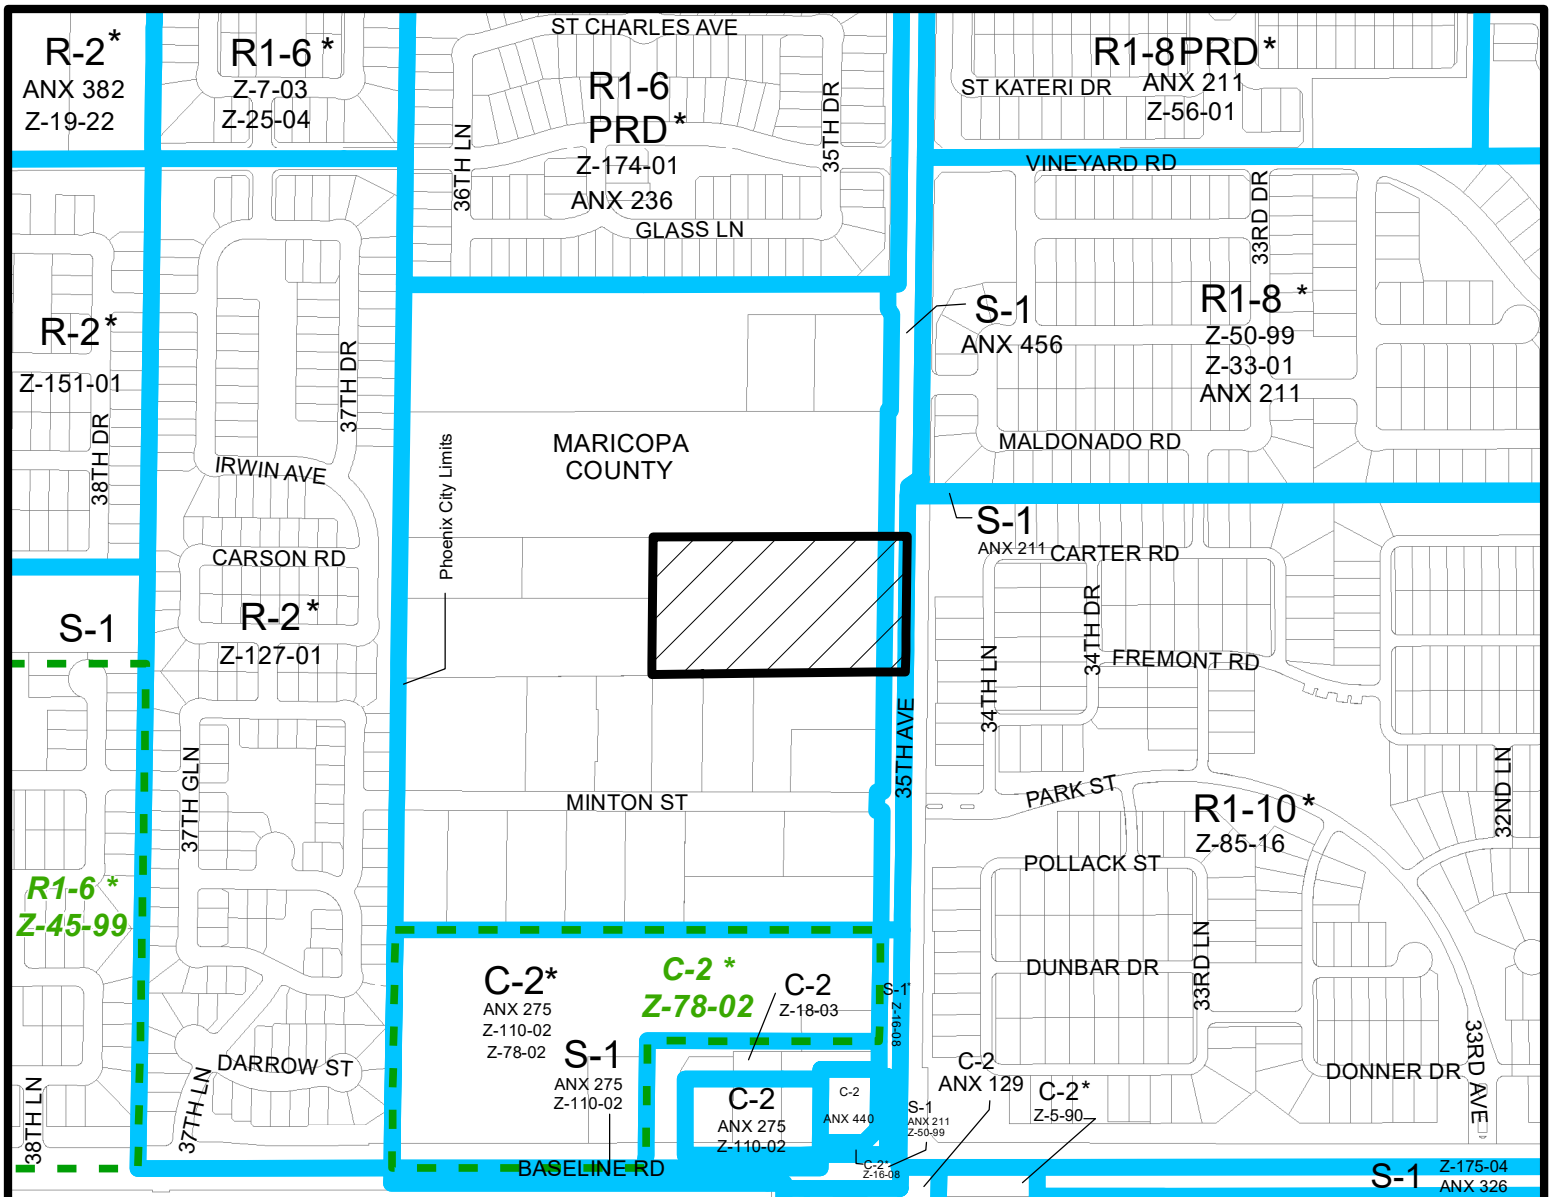 ST CHARLES AVE
R-2*
ANX 382
Z-19-22
R1-6 *
Z-7-03
Z-25-04
R1-6
PRD*
Z-174-01
ANX 236
36TH LN
35TH DR
GLASS LN
R1-8 PRD*
ANX 211
Z-56-01
ST KATERI DR
VINEYARD RD
33RD DR
R-2*
Z-151-01
38TH DR
37TH DR
IRWIN AVE
CARSON RD
R-2*
Z-127-01
S-1
Phoenix City Limits
MARICOPA
COUNTY
S-1
ANX 456
R1-8 *
Z-50-99
Z-33-01
ANX 211
MALDONADO RD
S-1
ANX 211
CARTER RD
34TH DR
34TH LN
FREMONT RD
35TH AVE
MINTON ST
PARK ST
R1-10 *
Z-85-16
32ND LN
POLLACK ST
DUNBAR DR
33RD LN
DONNER DR
33RD AVE
37TH GLN
R1-6 *
Z-45-99
DARROW ST
37TH LN
38TH LN
C-2*
ANX 275
Z-110-02
Z-78-02
C-2 *
Z-78-02
C-2
Z-18-03
S-1*
Z-16-08
S-1
ANX 275
Z-110-02
C-2
ANX 275
Z-110-02
C-2
ANX 440
S-1
ANX 211
Z-50-99
C-2*
Z-16-08
C-2
ANX 129
C-2*
Z-5-90
BASELINE RD
S-1
Z-175-04
ANX 326